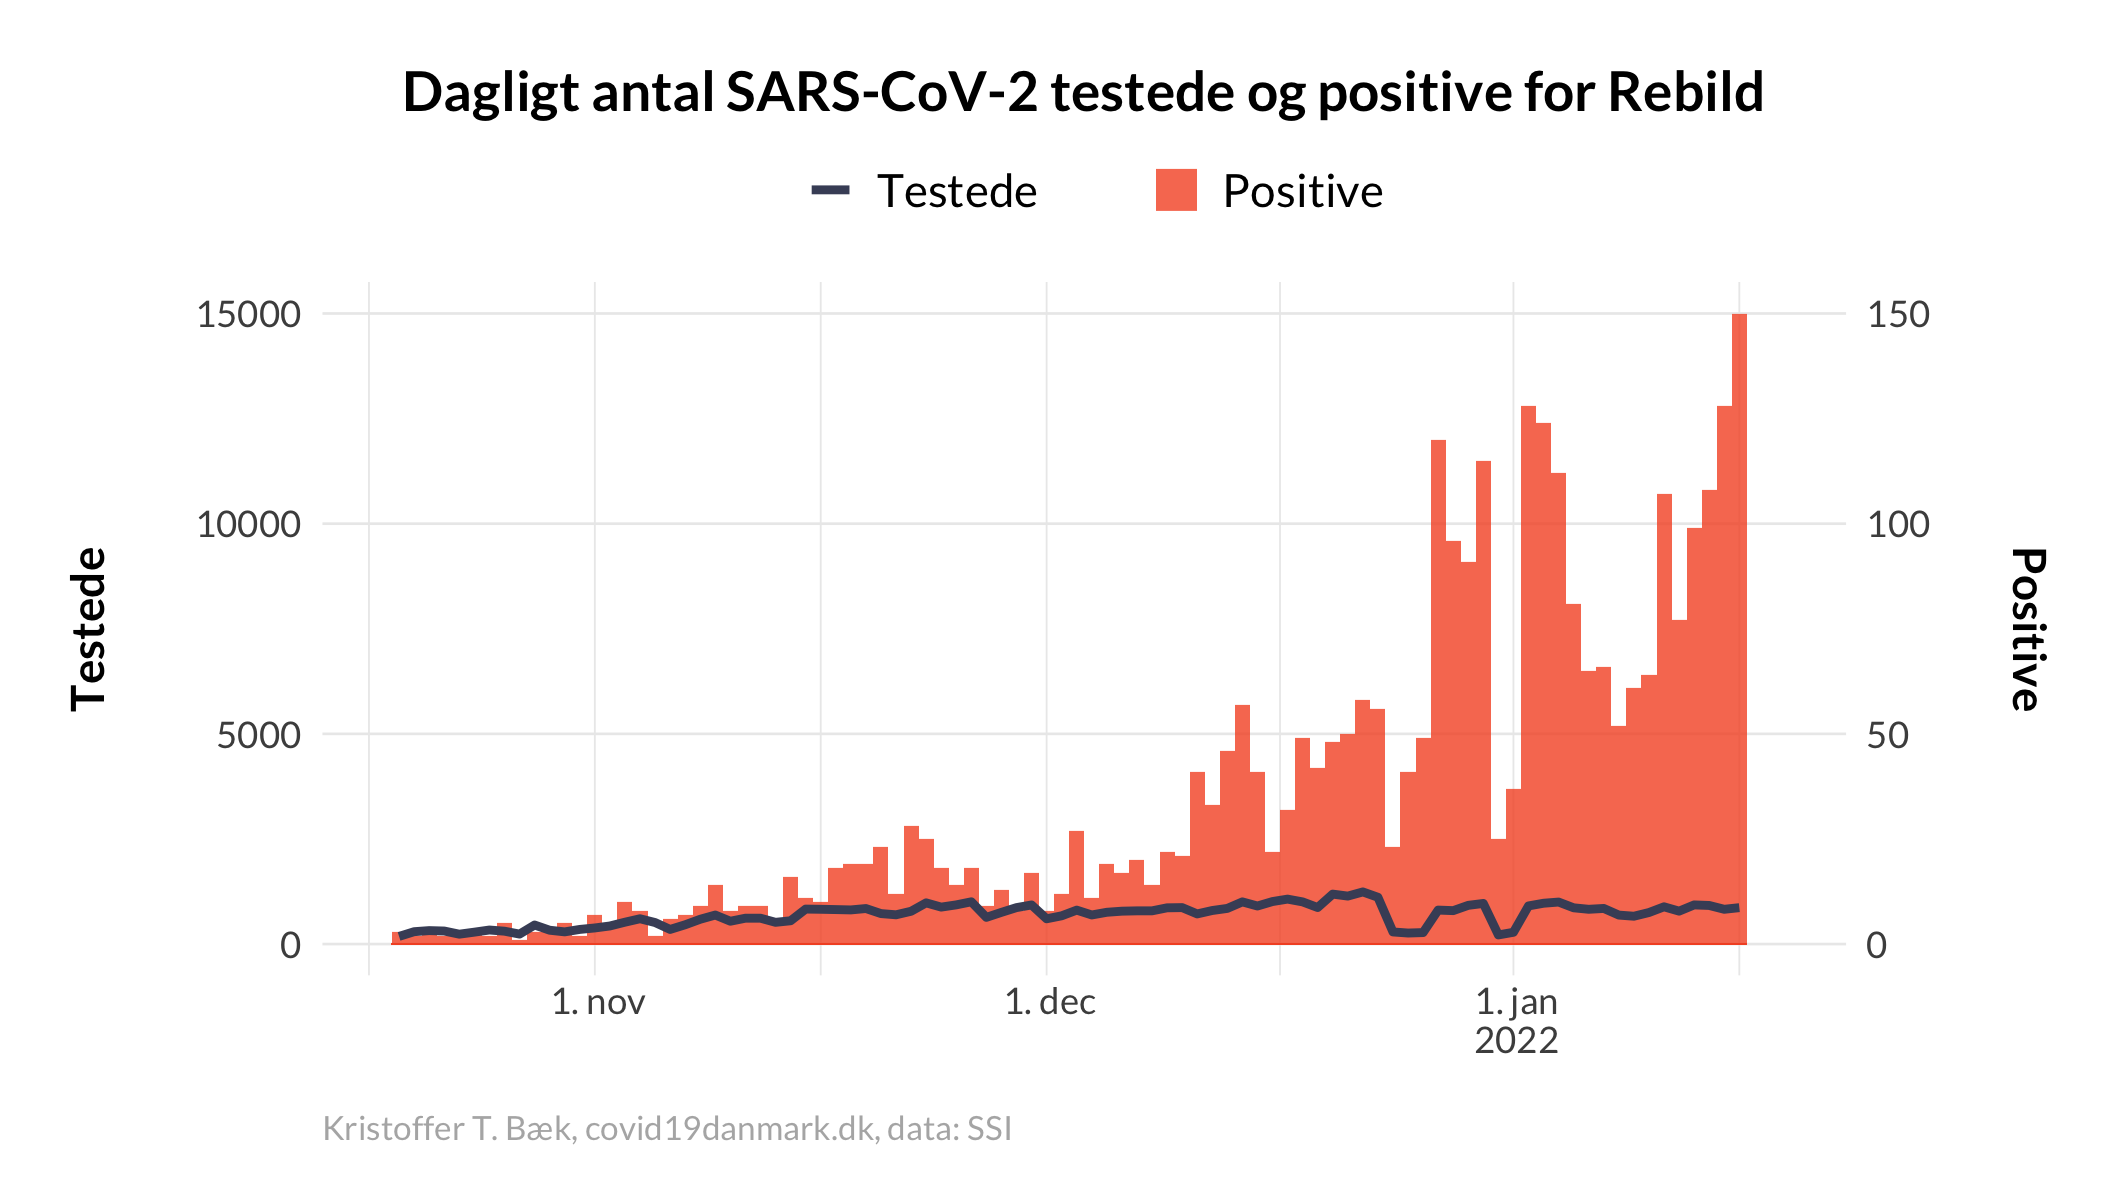 Dagligt antal SARS-CoV-2 testede og positive for Rebild
Testede
Positive
15000
10000
5000
0
150
100
50
0
Testede
Positive
1. nov
1. dec
1. jan
2022
Kristoffer T. Bæk, covid19danmark.dk, data: SSI